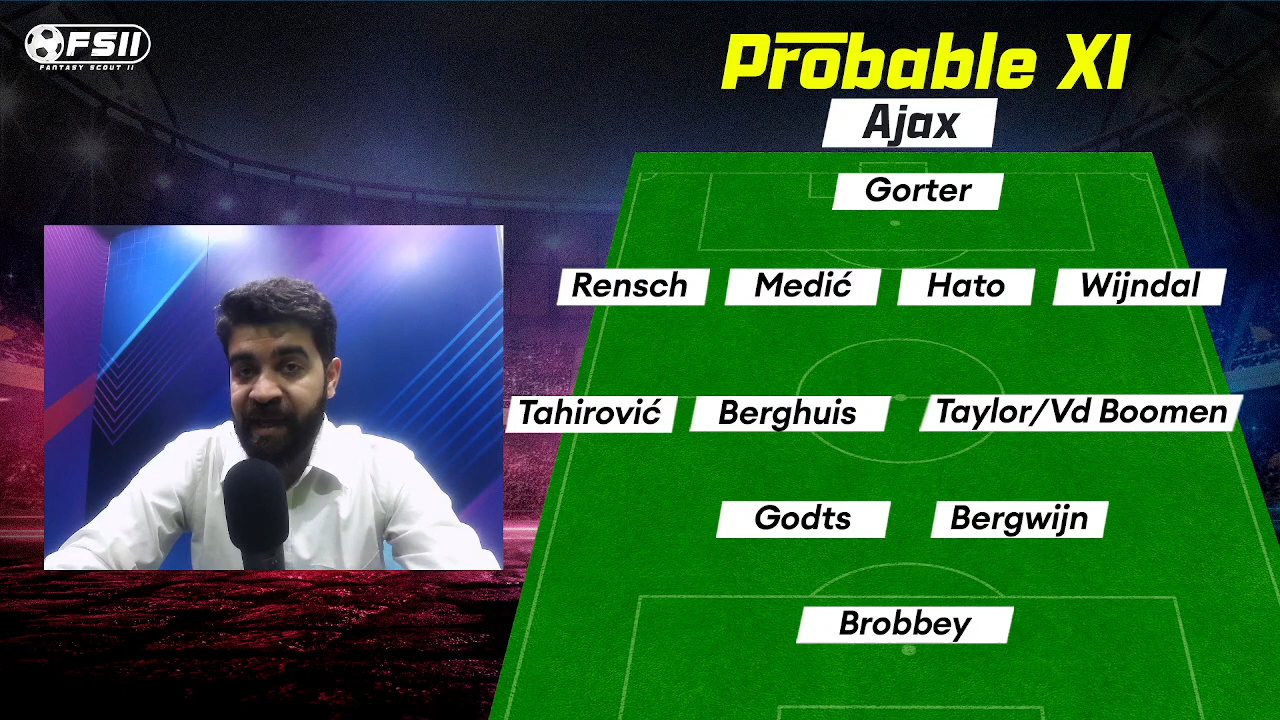 FS11
FANTASY SCOUT 11
Probable XI
Ajax
Gorter
Rensch Medić Hato Wijndal
Tahirović Berghuis Taylor/Vd Boomen
Godts Bergwijn
Brobbey